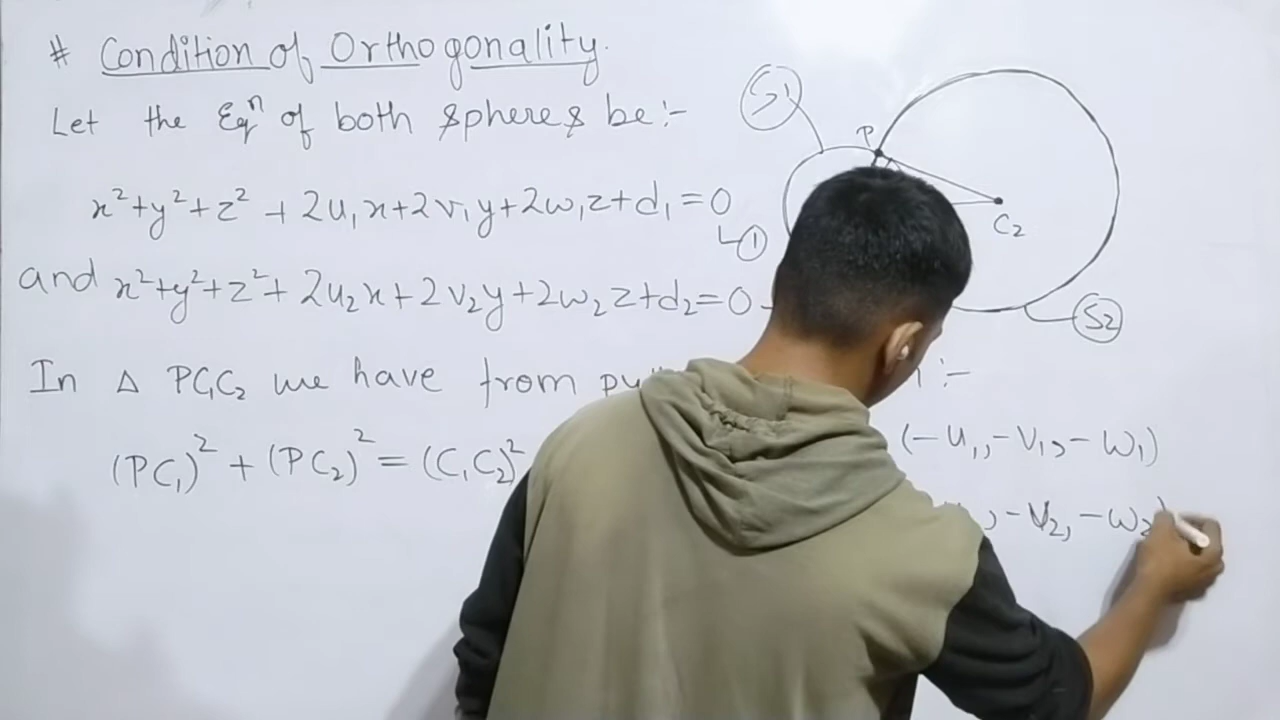 # Condition of Orthogonality.
Let the Eqⁿ of both spheres be:-
x²+y²+z² + 2u₁x+2v₁y+2w₁z+d₁=0
①
and x²+y²+z²+ 2u₂x+2v₂y+2w₂z+d₂=0
In Δ PC₁C₂ we have from :-
(PC₁)² + (PC₂)² = (C₁C₂)²
(-u₁,-v₁,-w₁)
,-v₂,-w₂)
S1
P
C₂
S2